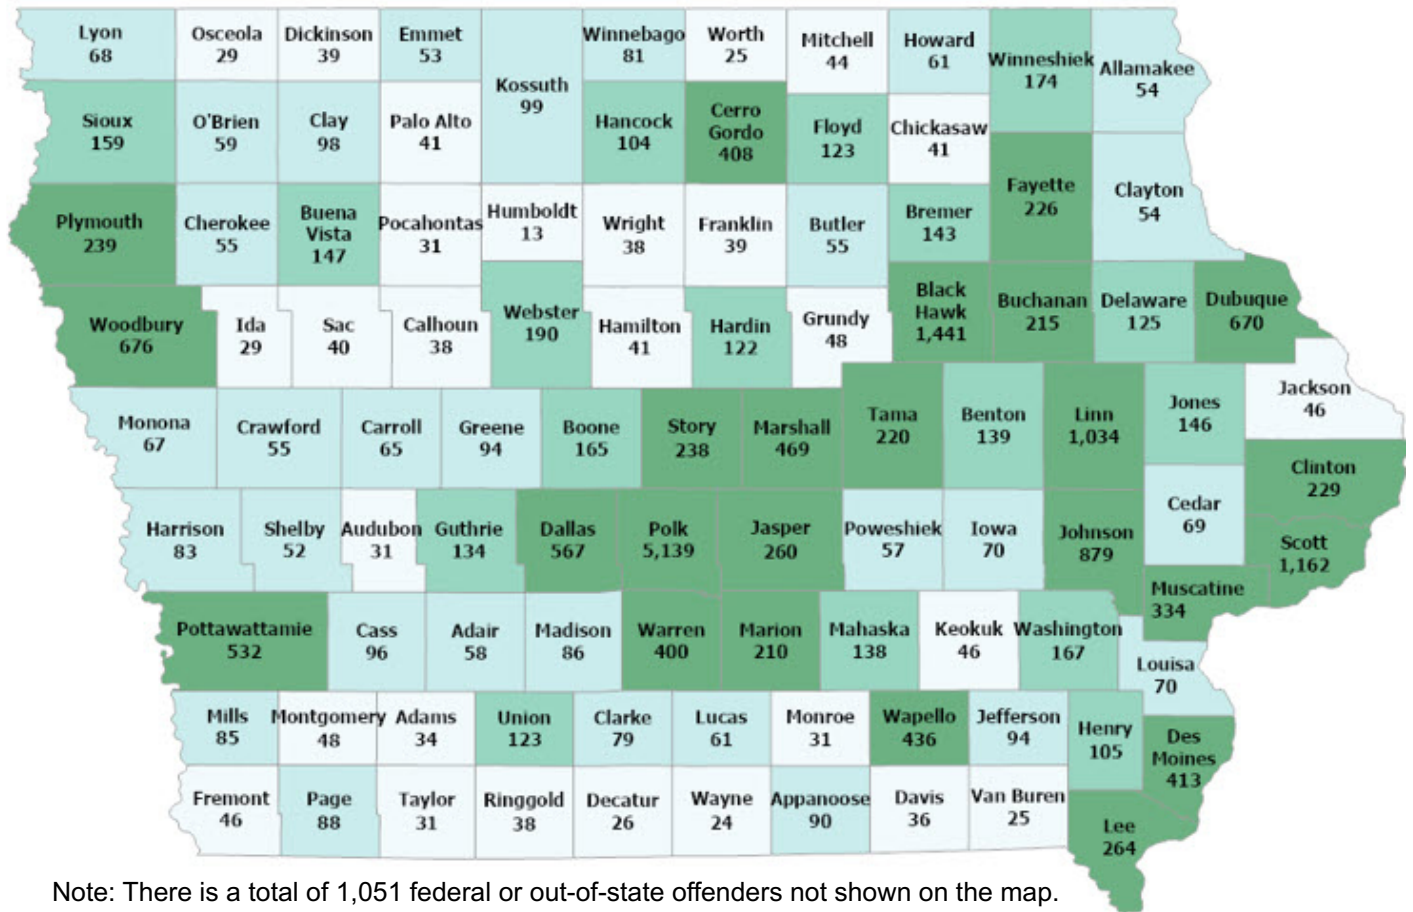 Lyon
68
Osceola
29
Dickinson
39
Emmet
53
Kossuth
99
Winnebago
81
Worth
25
Mitchell
44
Howard
61
Winneshiek
174
Allamakee
54
Sioux
159
O'Brien
59
Clay
98
Palo Alto
41
Hancock
104
Cerro
Gordo
408
Floyd
123
Chickasaw
41
Plymouth
239
Cherokee
55
Buena
Vista
147
Pocahontas
31
Humboldt
13
Wright
38
Franklin
39
Butler
55
Bremer
143
Fayette
226
Clayton
54
Woodbury
676
Ida
29
Sac
40
Calhoun
38
Webster
190
Hamilton
41
Hardin
122
Grundy
48
Black
Hawk
1,441
Buchanan
215
Delaware
125
Dubuque
670
Monona
67
Crawford
55
Carroll
65
Greene
94
Boone
165
Story
238
Marshall
469
Tama
220
Benton
139
Linn
1,034
Jones
146
Jackson
46
Clinton
229
Harrison
83
Shelby
52
Audubon
31
Guthrie
134
Dallas
567
Polk
5,139
Jasper
260
Poweshiek
57
Iowa
70
Johnson
879
Cedar
69
Scott
1,162
Muscatine
334
Pottawattamie
532
Cass
96
Adair
58
Madison
86
Warren
400
Marion
210
Mahaska
138
Keokuk
46
Washington
167
Louisa
70
Mills
85
Montgomery
48
Adams
34
Union
123
Clarke
79
Lucas
61
Monroe
31
Wapello
436
Jefferson
94
Henry
105
Des
Moines
413
Fremont
46
Page
88
Taylor
31
Ringgold
38
Decatur
26
Wayne
24
Appanoose
90
Davis
36
Van Buren
25
Lee
264
Note: There is a total of 1,051 federal or out-of-state offenders not shown on the map.